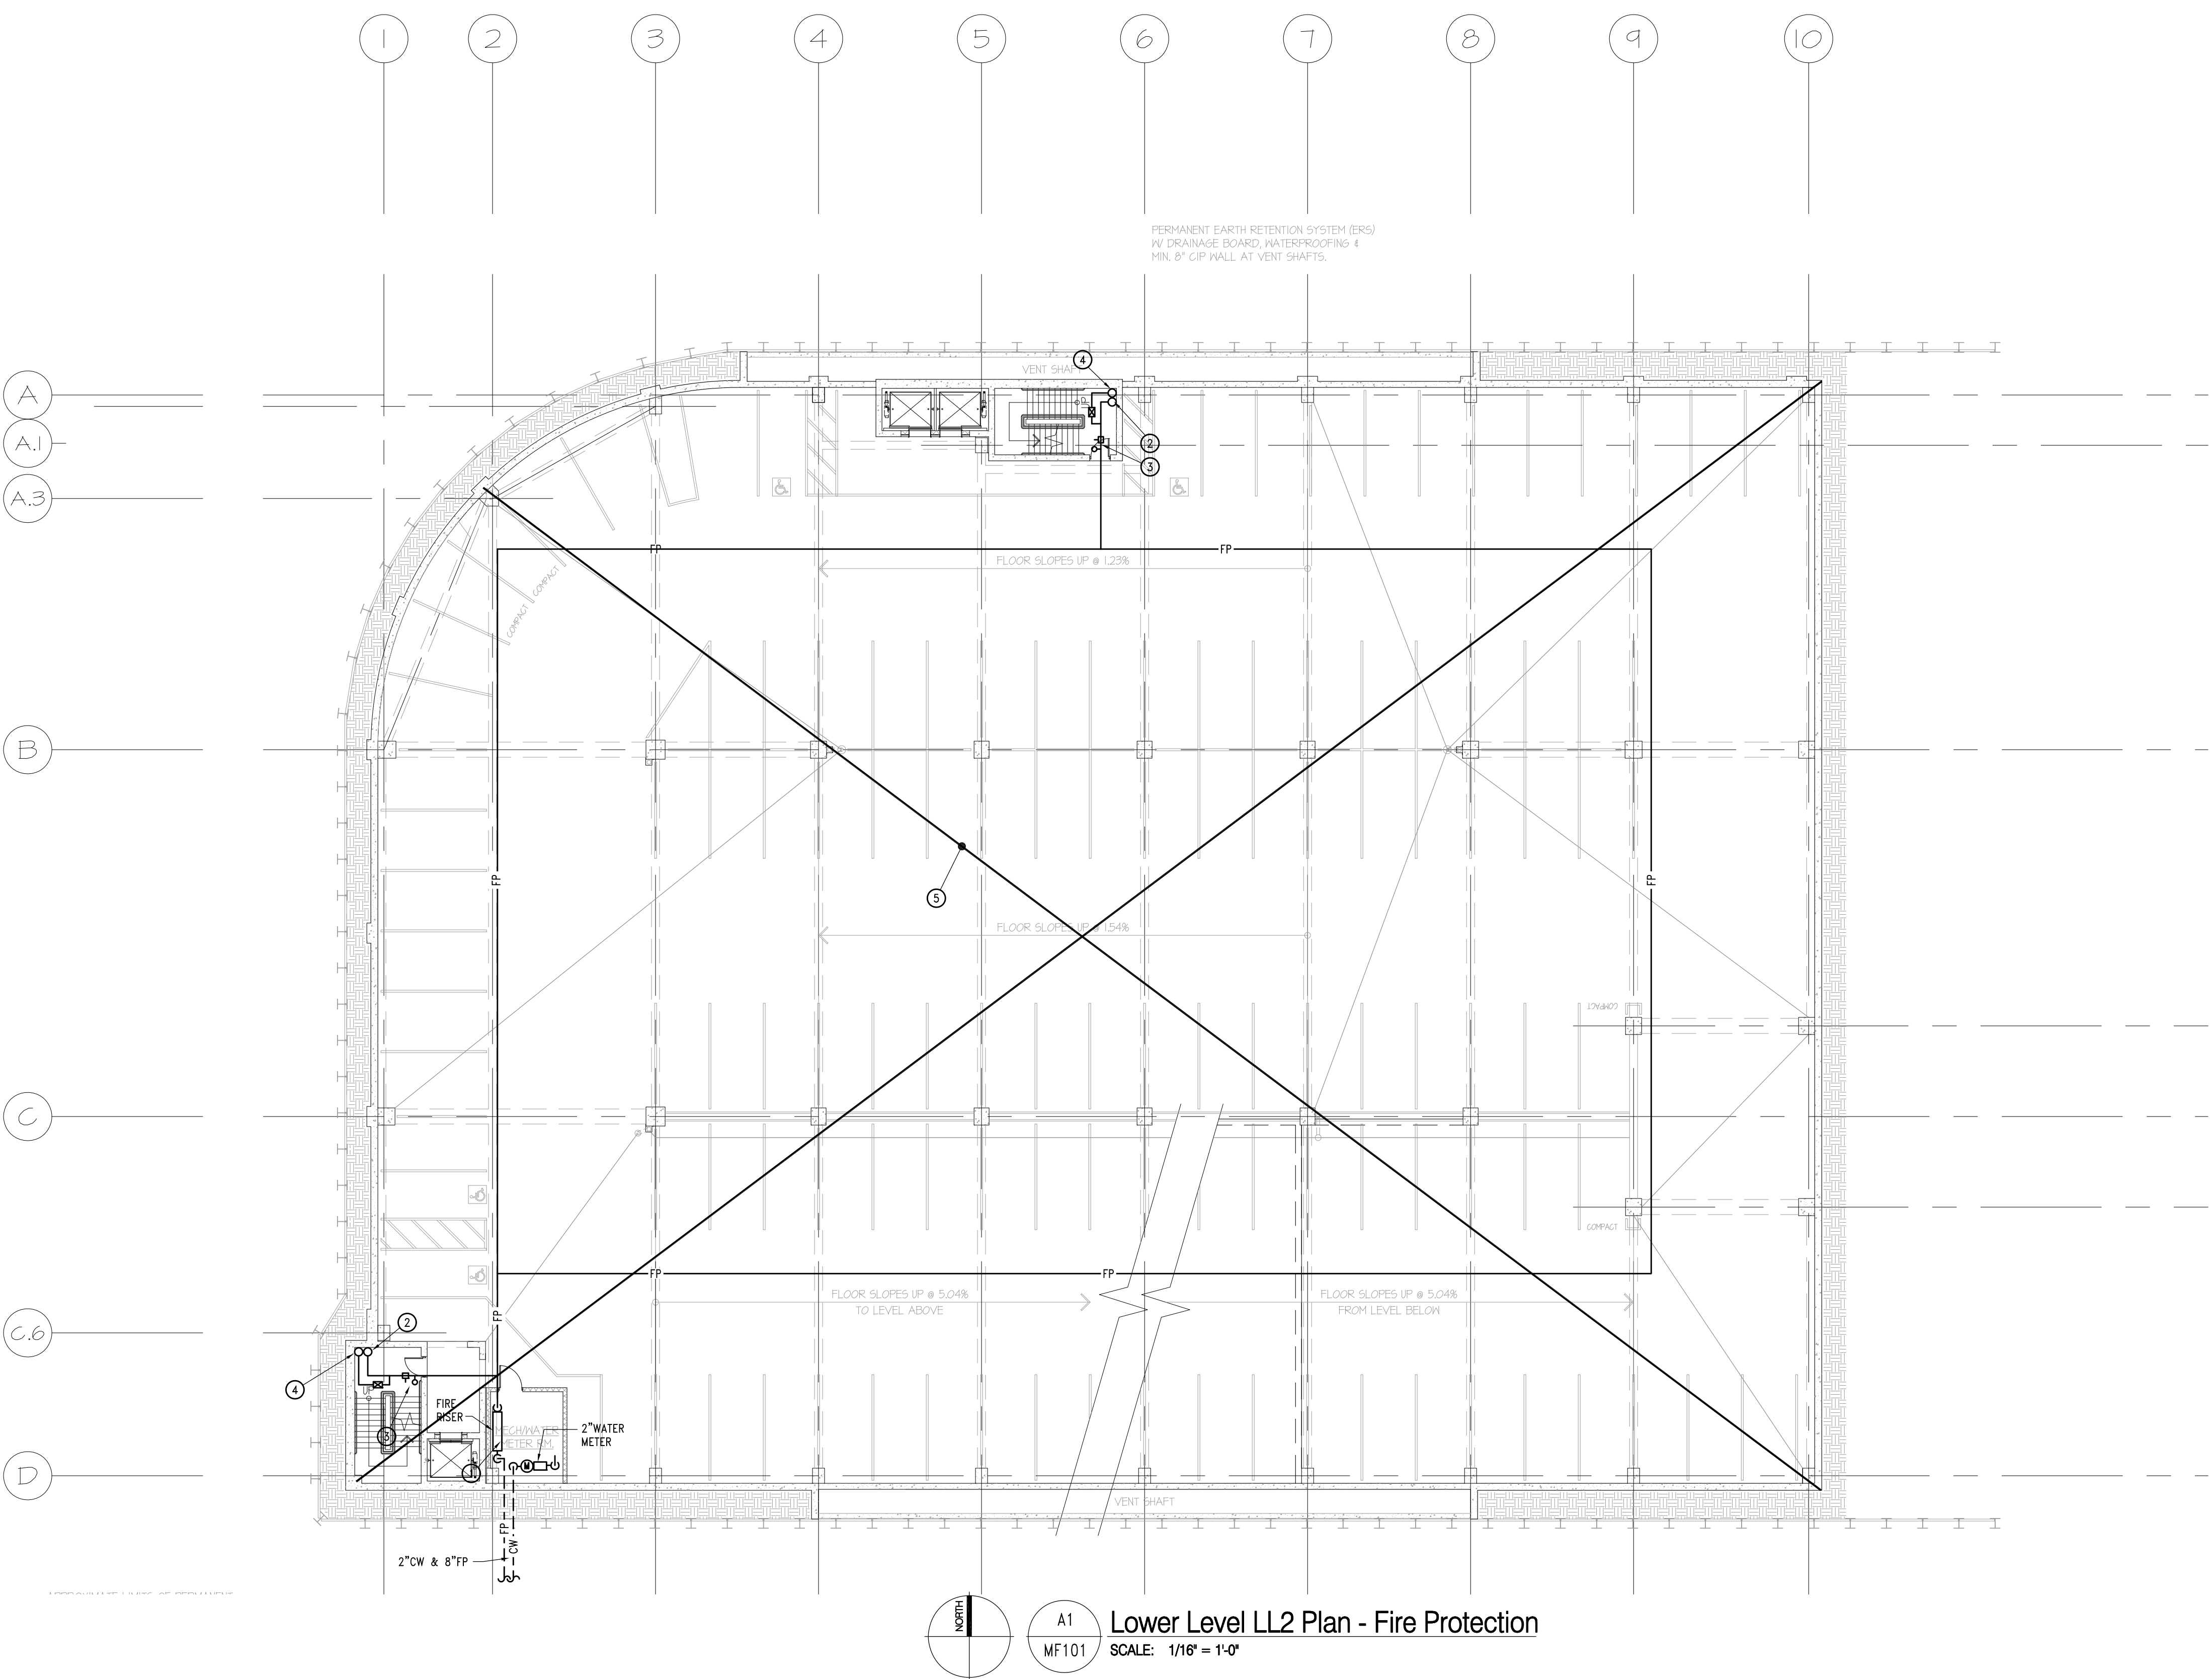 1
2
3
4
5
6
7
8
9
10
PERMANENT EARTH RETENTION SYSTEM (ERS)
W/ DRAINAGE BOARD, WATERPROOFING &
MIN. 8" CIP WALL AT VENT SHAFTS.
4
VENT SHAFT
A
A.1
2
3
A.3
FP
FP
FLOOR SLOPES UP @ 1.23%
COMPACT
COMPACT
B
FP
FP
5
FLOOR SLOPES UP @ 1.54%
COMPACT
C
COMPACT
FP
FP
FLOOR SLOPES UP @ 5.04%
TO LEVEL ABOVE
FLOOR SLOPES UP @ 5.04%
FROM LEVEL BELOW
FP
C.6
2
4
FIRE
RISER
3
MECH/WATER
METER RM.
2"WATER
METER
M
1
D
VENT SHAFT
FP
CW
2"CW & 8"FP
NORTH
A1
MF101
Lower Level LL2 Plan - Fire Protection
SCALE: 1/16" = 1'-0"